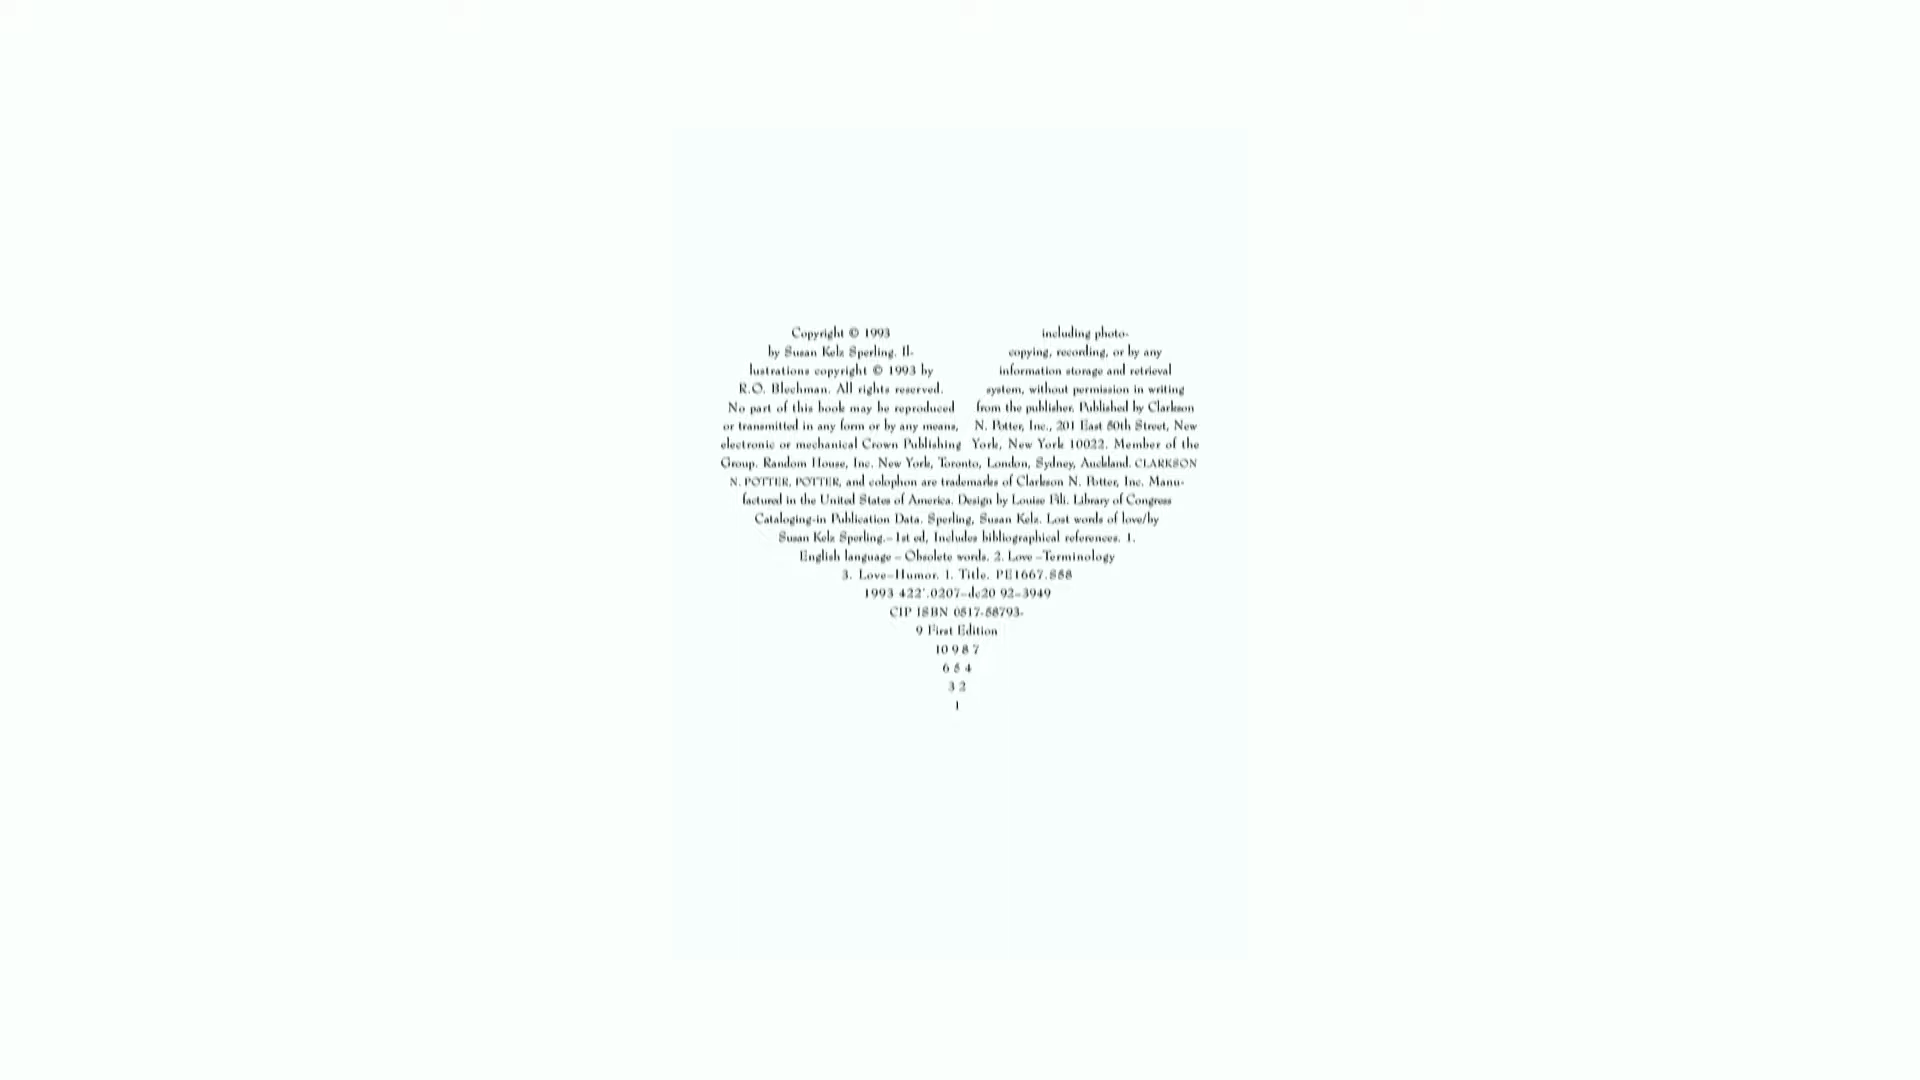 Copyright © 1993
by Susan Kelz Sperling. Il-
lustrations copyright © 1993 by
R.O. Blechman. All rights reserved.
No part of this book may be reproduced
or transmitted in any form or by any means,
including photo-
copying, recording, or by any
information storage and retrieval
system, without permission in writing
from the publisher. Published by Clarkson
N. Potter, Inc., 201 East 50th Street, New
electronic or mechanical Crown Publishing York, New York 10022. Member of the
Group. Random House, Inc. New York, Toronto, London, Sydney, Auckland. CLARKSON
N. POTTER, POTTER, and colophon are trademarks of Clarkson N. Potter, Inc. Manu-
factured in the United States of America. Design by Louise Fili. Library of Congress
Cataloging-in Publication Data. Sperling, Susan Kelz. Lost words of love/by
Susan Kelz Sperling.–1st ed, Includes bibliographical references. 1.
English language – Obsolete words. 2. Love –Terminology
3. Love–Humor. 1. Title. PE1667.S88
1993 422'.0207–dc20 92–3949
CIP ISBN 0517-58793-
9 First Edition
10 9 8 7
6 5 4
3 2
1